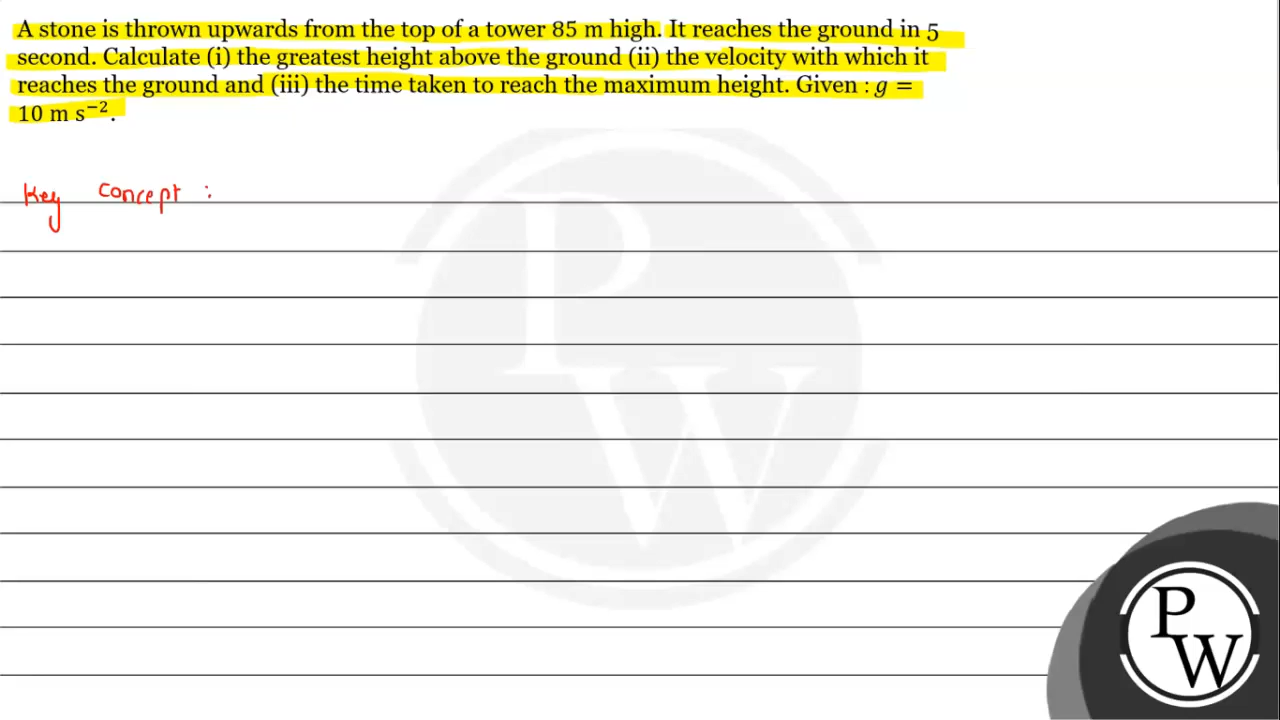 A stone is thrown upwards from the top of a tower 85 m high. It reaches the ground in 5
second. Calculate (i) the greatest height above the ground (ii) the velocity with which it
reaches the ground and (iii) the time taken to reach the maximum height. Given : g =
10 m s⁻².
Key Concept :
P
W
P
W